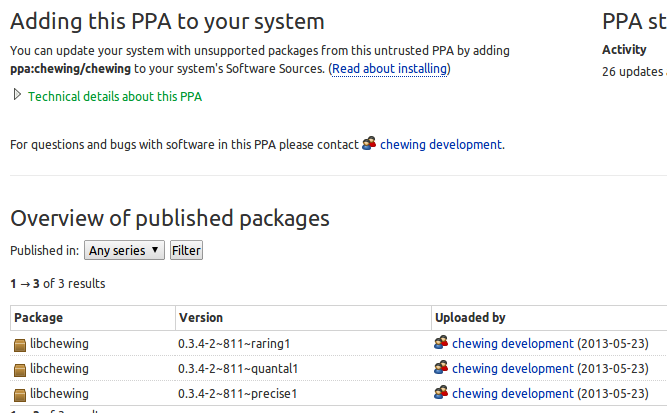 Adding this PPA to your system
You can update your system with unsupported packages from this untrusted PPA by adding
ppa:chewing/chewing to your system's Software Sources. (Read about installing)
Technical details about this PPA
For questions and bugs with software in this PPA please contact chewing development.
PPA st
Activity
26 updates
Overview of published packages
Published in: Any series Filter
1 → 3 of 3 results
Package Version Uploaded by
libchewing 0.3.4-2~811~raring1 chewing development (2013-05-23)
libchewing 0.3.4-2~811~quantal1 chewing development (2013-05-23)
libchewing 0.3.4-2~811~precise1 chewing development (2013-05-23)